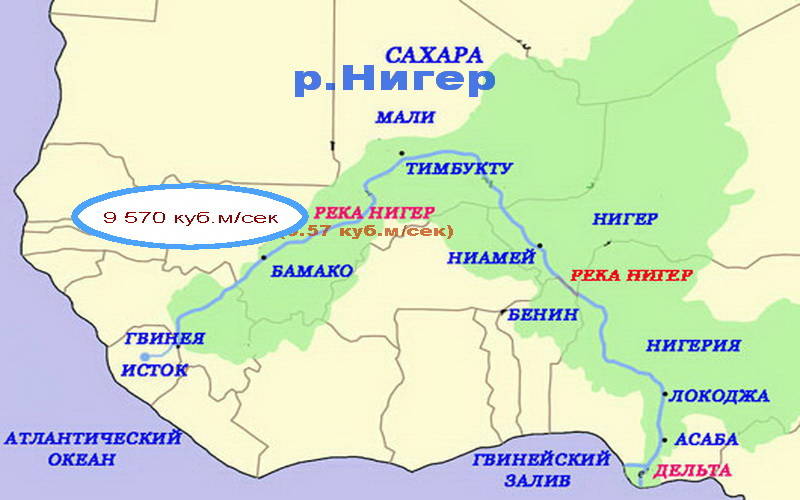 САХАРА
р.Нигер
МАЛИ
ТИМБУКТУ
9 570 куб.м/сек
РЕКА НИГЕР
.57 куб.м/сек)
НИГЕР
НИАМЕЙ
БАМАКО
РЕКА НИГЕР
БЕНИН
ГВИНЕЯ
НИГЕРИЯ
ИСТОК
ЛОКОДЖА
АТЛАНТИЧЕСКИЙ
ОКЕАН
АСАБА
ГВИНЕЙСКИЙ
ЗАЛИВ
ДЕЛЬТА